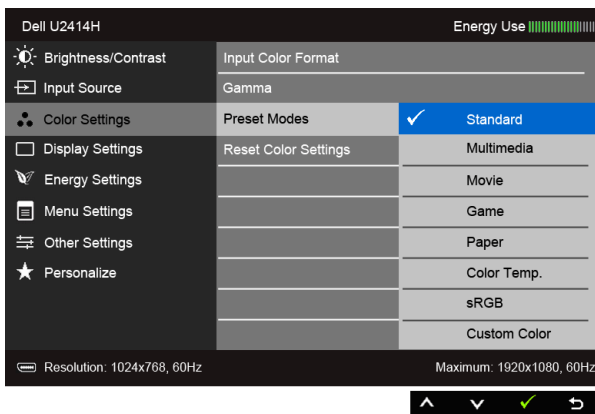 Dell U2414H Energy Use
Brightness/Contrast Input Color Format
Input Source Gamma
Color Settings Preset Modes Standard
Display Settings Reset Color Settings Multimedia
Energy Settings Movie
Menu Settings Game
Other Settings Paper
Personalize Color Temp.
sRGB
Custom Color
Resolution: 1024x768, 60Hz Maximum: 1920x1080, 60Hz